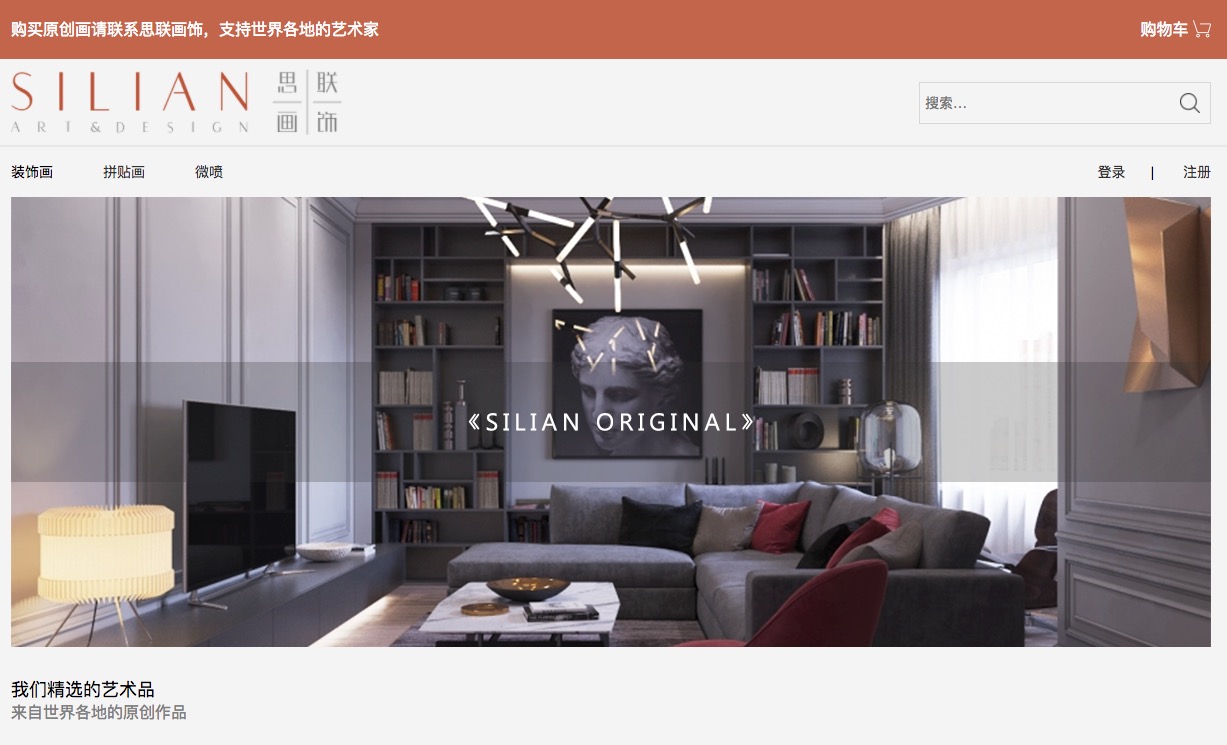 购买原创画请联系思联画饰，支持世界各地的艺术家
购物车
SILIAN
ART&DESIGN
思联
画饰
搜索...
装饰画 拼贴画 微喷
登录 | 注册
《SILIAN ORIGINAL》
我们精选的艺术品
来自世界各地的原创作品